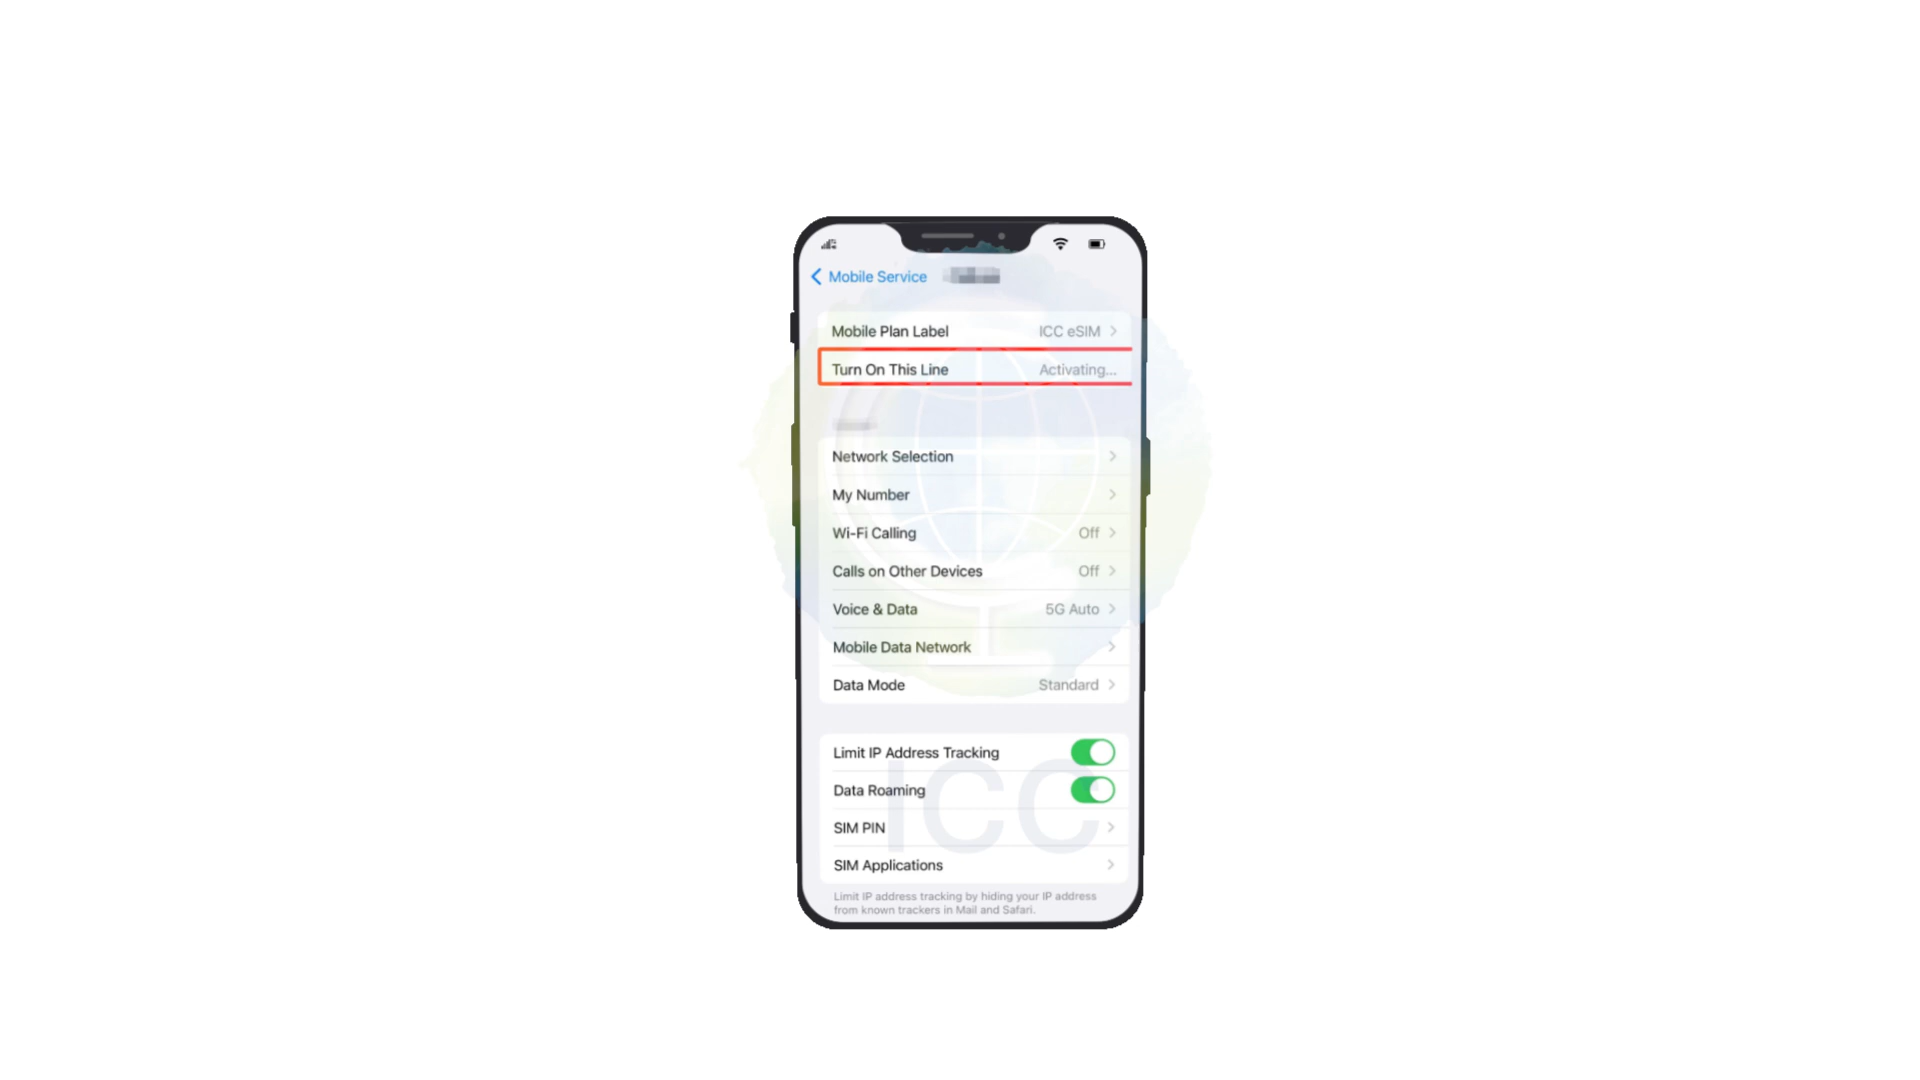 Mobile Service
Mobile Plan Label ICC eSIM
Turn On This Line Activating...
Network Selection
My Number
Wi-Fi Calling Off
Calls on Other Devices Off
Voice & Data 5G Auto
Mobile Data Network
Data Mode Standard
Limit IP Address Tracking
Data Roaming
ICC
SIM PIN
SIM Applications
Limit IP address tracking by hiding your IP address
from known trackers in Mail and Safari.